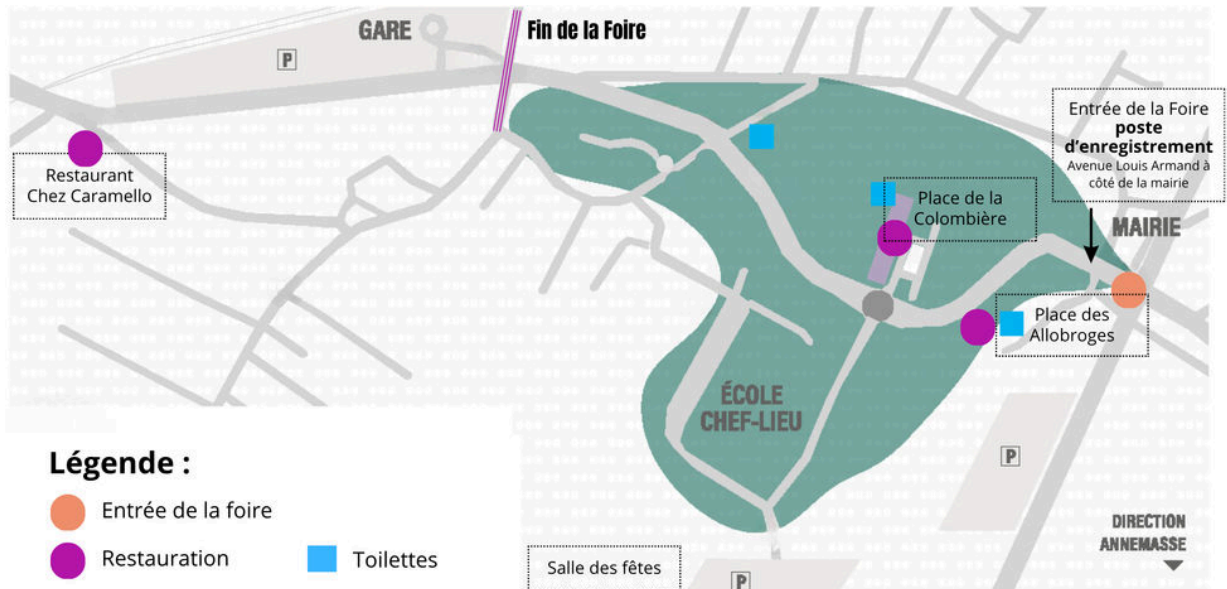 GARE
Fin de la Foire
P
Entrée de la Foire
poste
d'enregistrement
Avenue Louis Armand à
côté de la mairie
Restaurant
Chez Caramello
Place de la
Colombière
MAIRIE
Place des
Allobroges
ÉCOLE
CHEF-LIEU
P
Légende :
Entrée de la foire
Restauration
Toilettes
DIRECTION
ANNEMASSE
Salle des fêtes
P